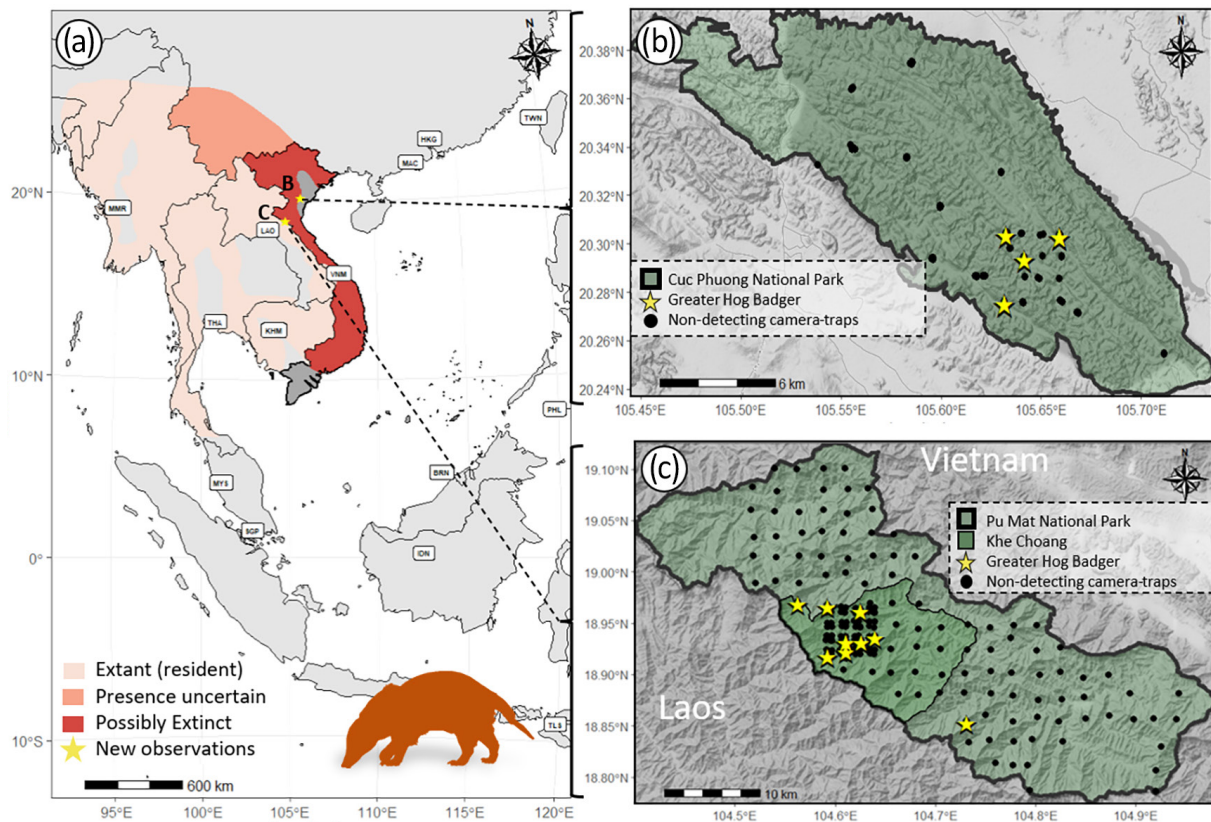 (a)
N
TWN
HKG
MAC
20°N
B
MMR
C
LAO
VNM
THA
KHM
10°N
PHL
BRN
MYS
SGP
IDN
0°
Extant (resident)
Presence uncertain
Possibly Extinct
New observations
TLS
10°S
600 km
95°E 100°E 105°E 110°E 115°E 120°E
(b)
N
20.38°N
20.36°N
20.34°N
20.32°N
20.30°N
20.28°N
20.26°N
20.24°N
Cuc Phuong National Park
Greater Hog Badger
Non-detecting camera-traps
6 km
105.45°E 105.50°E 105.55°E 105.60°E 105.65°E 105.70°E
(c)
Vietnam
N
19.10°N
19.05°N
19.00°N
18.95°N
18.90°N
18.85°N
18.80°N
Pu Mat National Park
Khe Choang
Greater Hog Badger
Non-detecting camera-traps
Laos
10 km
104.5°E 104.6°E 104.7°E 104.8°E 104.9°E